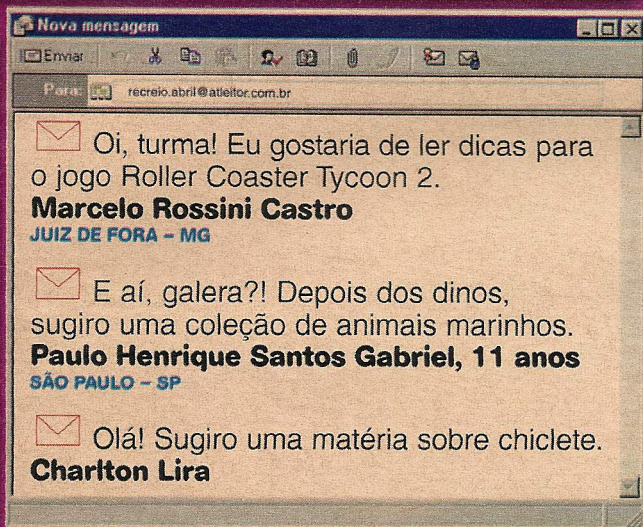 Nova mensagem
Enviar
Para: recreio.abril@atleitor.com.br
Oi, turma! Eu gostaria de ler dicas para
o jogo Roller Coaster Tycoon 2.
Marcelo Rossini Castro
JUIZ DE FORA – MG
E aí, galera?! Depois dos dinos,
sugiro uma coleção de animais marinhos.
Paulo Henrique Santos Gabriel, 11 anos
SÃO PAULO – SP
Olá! Sugiro uma matéria sobre chiclete.
Charlton Lira